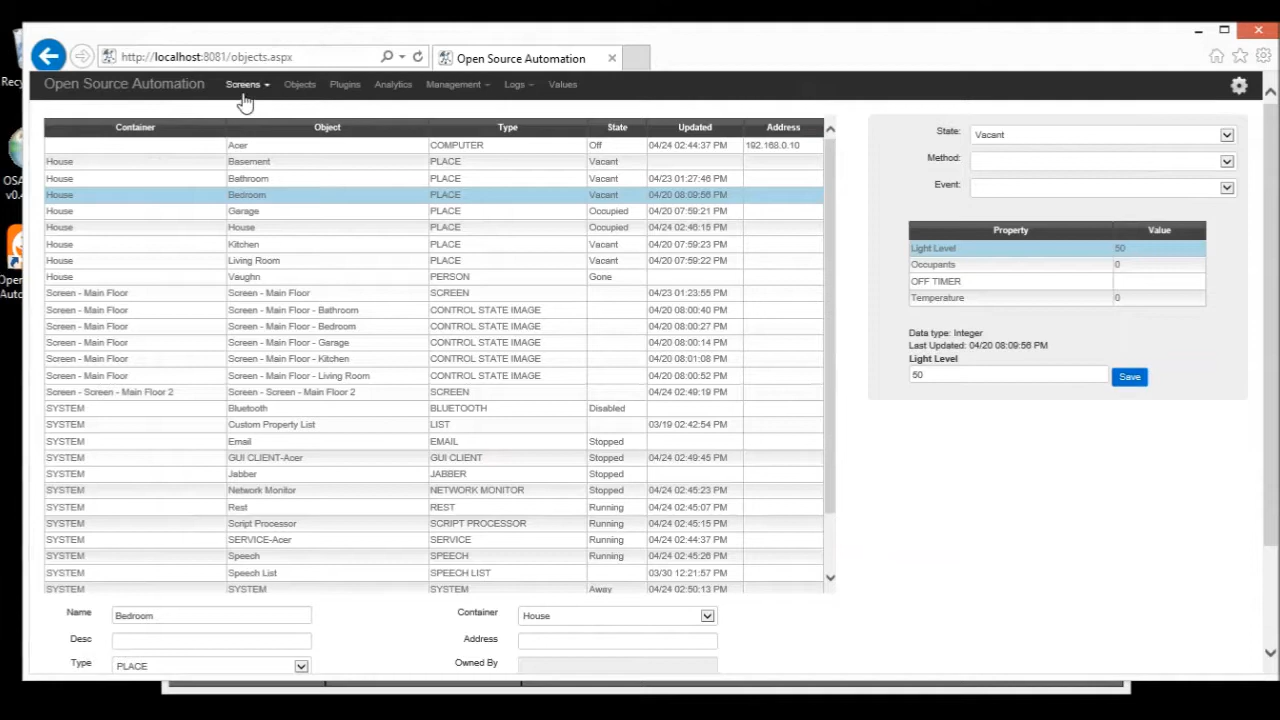 Recy
OSA
v0.4
Open
Auto
http://localhost:8081/objects.aspx
Open Source Automation
Open Source Automation Screens Objects Plugins Analytics Management Logs Values
Container Object Type State Updated Address
Acer COMPUTER Off 04/24 02:44:37 PM 192.168.0.10
House Basement PLACE Vacant
House Bathroom PLACE Vacant 04/23 01:27:46 PM
House Bedroom PLACE Vacant 04/20 08:09:56 PM
House Garage PLACE Occupied 04/20 07:59:21 PM
House House PLACE Occupied 04/24 02:46:15 PM
House Kitchen PLACE Vacant 04/20 07:59:23 PM
House Living Room PLACE Vacant 04/20 07:59:22 PM
House Vaughn PERSON Gone
Screen - Main Floor Screen - Main Floor SCREEN 04/23 01:23:55 PM
Screen - Main Floor Screen - Main Floor - Bathroom CONTROL STATE IMAGE 04/20 08:00:40 PM
Screen - Main Floor Screen - Main Floor - Bedroom CONTROL STATE IMAGE 04/20 08:00:27 PM
Screen - Main Floor Screen - Main Floor - Garage CONTROL STATE IMAGE 04/20 08:00:14 PM
Screen - Main Floor Screen - Main Floor - Kitchen CONTROL STATE IMAGE 04/20 08:01:08 PM
Screen - Main Floor Screen - Main Floor - Living Room CONTROL STATE IMAGE 04/20 08:00:52 PM
Screen - Screen - Main Floor 2 Screen - Screen - Main Floor 2 SCREEN 04/24 02:49:19 PM
SYSTEM Bluetooth BLUETOOTH Disabled
SYSTEM Custom Property List LIST 03/19 02:42:54 PM
SYSTEM Email EMAIL Stopped
SYSTEM GUI CLIENT-Acer GUI CLIENT Stopped 04/24 02:49:45 PM
SYSTEM Jabber JABBER Stopped
SYSTEM Network Monitor NETWORK MONITOR Stopped 04/24 02:45:23 PM
SYSTEM Rest REST Running 04/24 02:45:07 PM
SYSTEM Script Processor SCRIPT PROCESSOR Running 04/24 02:45:15 PM
SYSTEM SERVICE-Acer SERVICE Running 04/24 02:44:37 PM
SYSTEM Speech SPEECH Running 04/24 02:45:26 PM
SYSTEM Speech List SPEECH LIST 03/30 12:21:57 PM
SYSTEM SYSTEM SYSTEM Away 04/24 02:50:13 PM
Name Bedroom Container House
Desc Address
Type PLACE Owned By
State: Vacant
Method:
Event:
Property Value
Light Level 50
Occupants 0
OFF TIMER
Temperature 0
Data type: Integer
Last Updated: 04/20 08:09:56 PM
Light Level
50 Save